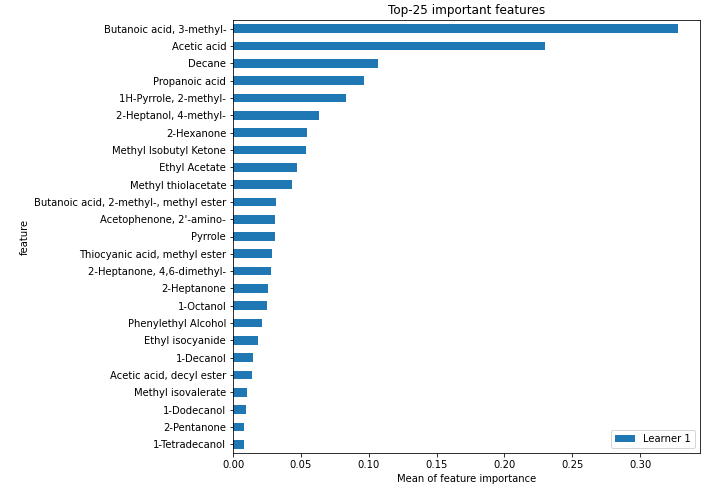 Top-25 important features
Butanoic acid, 3-methyl-
Acetic acid
Decane
Propanoic acid
1H-Pyrrole, 2-methyl-
2-Heptanol, 4-methyl-
2-Hexanone
Methyl Isobutyl Ketone
Ethyl Acetate
Methyl thiolacetate
Butanoic acid, 2-methyl-, methyl ester
Acetophenone, 2'-amino-
Pyrrole
Thiocyanic acid, methyl ester
2-Heptanone, 4,6-dimethyl-
2-Heptanone
1-Octanol
Phenylethyl Alcohol
Ethyl isocyanide
1-Decanol
Acetic acid, decyl ester
Methyl isovalerate
1-Dodecanol
2-Pentanone
1-Tetradecanol
feature
Learner 1
0.00 0.05 0.10 0.15 0.20 0.25 0.30
Mean of feature importance